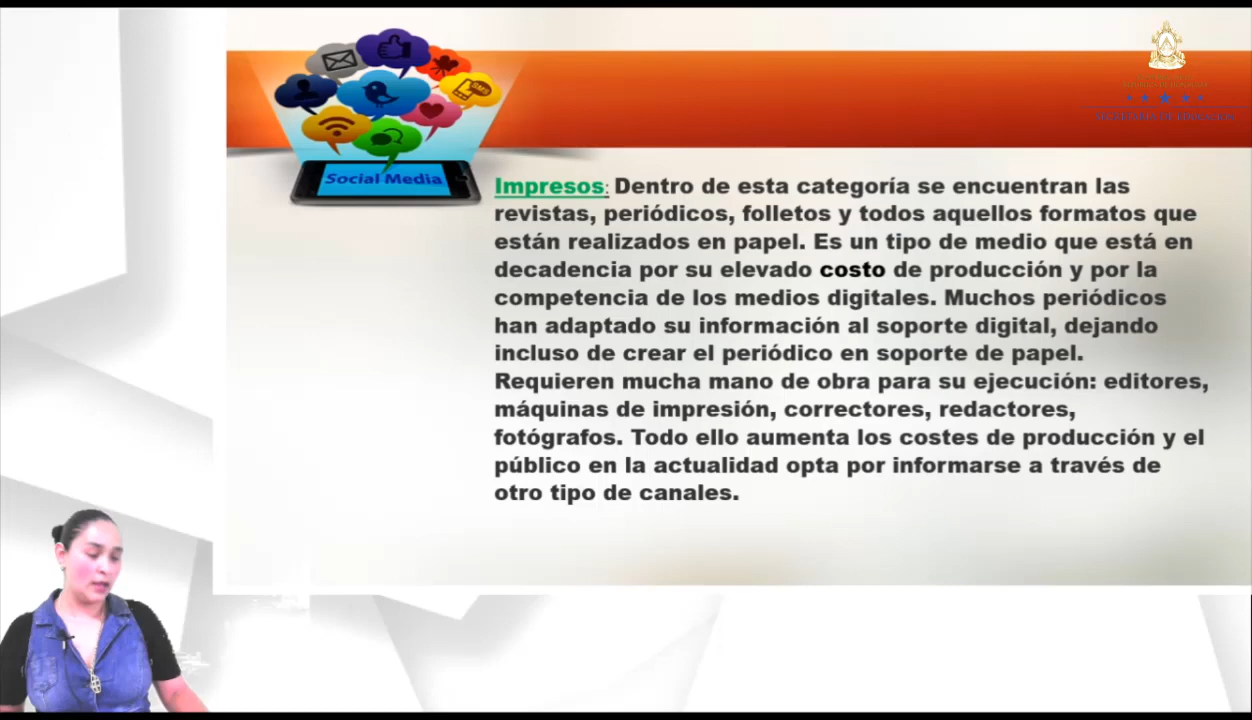 SMS
Social Media
SECRETARÍA DE EDUCACIÓN
Impresos: Dentro de esta categoría se encuentran las
revistas, periódicos, folletos y todos aquellos formatos que
están realizados en papel. Es un tipo de medio que está en
decadencia por su elevado costo de producción y por la
competencia de los medios digitales. Muchos periódicos
han adaptado su información al soporte digital, dejando
incluso de crear el periódico en soporte de papel.
Requieren mucha mano de obra para su ejecución: editores,
máquinas de impresión, correctores, redactores,
fotógrafos. Todo ello aumenta los costes de producción y el
público en la actualidad opta por informarse a través de
otro tipo de canales.